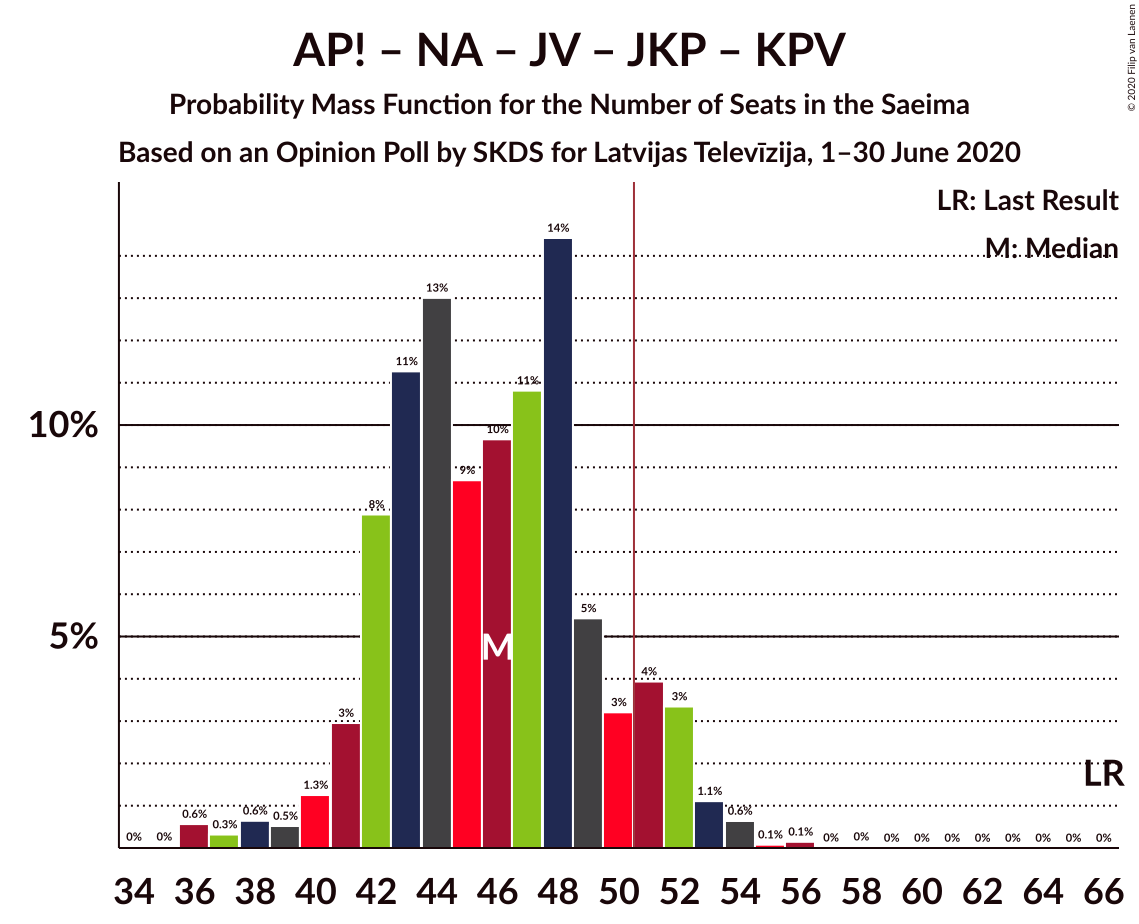 AP! – NA – JV – JKP – KPV
Probability Mass Function for the Number of Seats in the Saeima
Based on an Opinion Poll by SKDS for Latvijas Televīzija, 1–30 June 2020
© 2020 Filip van Laenen
LR: Last Result
M: Median
10%
5%
0% 0% 0.6% 0.3% 0.6% 0.5% 1.3% 3% 8% 11% 13% 9% 10% 11% 14% 5% 3% 4% 3% 1.1% 0.6% 0.1% 0.1% 0% 0% 0% 0% 0% 0% 0% 0% 0% 0%
M
LR
34 36 38 40 42 44 46 48 50 52 54 56 58 60 62 64 66